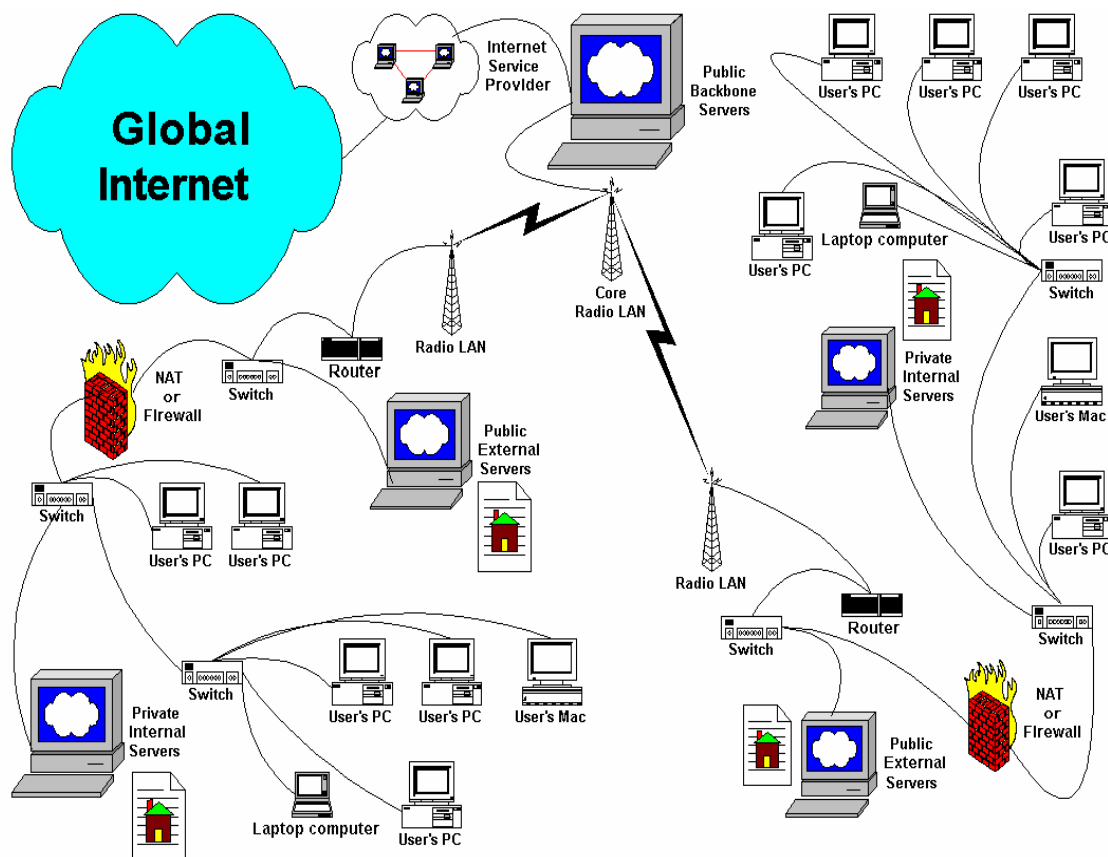 Global
Internet
Internet
Service
Provider
Public
Backbone
Servers
User's PC
User's PC
User's PC
User's PC
Laptop computer
User's PC
Switch
Core
Radio LAN
Radio LAN
Router
Switch
NAT
or
Firewall
Public
External
Servers
Switch
User's PC
User's PC
Private
Internal
Servers
User's Mac
User's PC
Radio LAN
Router
Switch
Switch
Switch
User's PC
User's PC
User's Mac
Private
Internal
Servers
Laptop computer
User's PC
NAT
or
Firewall
Public
External
Servers